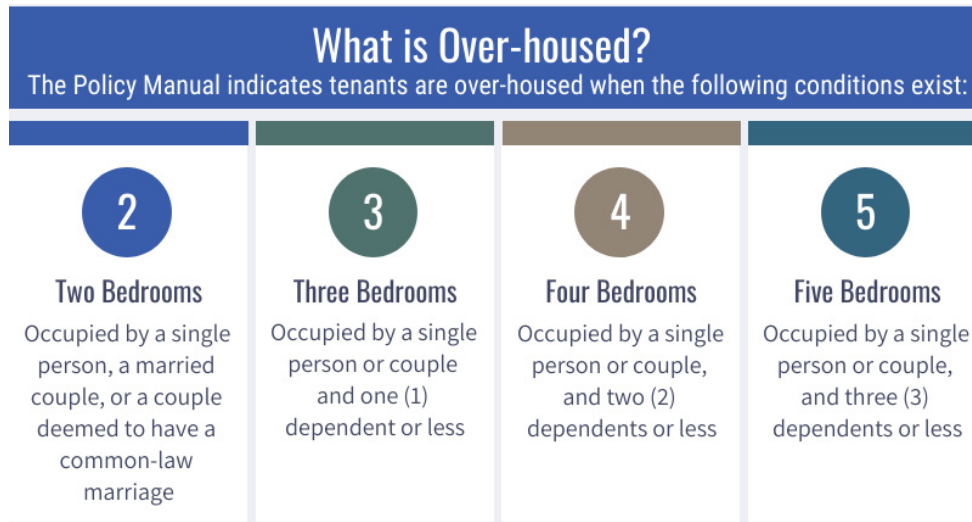 What is Over-housed?
The Policy Manual indicates tenants are over-housed when the following conditions exist:
2
Two Bedrooms
Occupied by a single
person, a married
couple, or a couple
deemed to have a
common-law
marriage
3
Three Bedrooms
Occupied by a single
person or couple
and one (1)
dependent or less
4
Four Bedrooms
Occupied by a single
person or couple,
and two (2)
dependents or less
5
Five Bedrooms
Occupied by a single
person or couple,
and three (3)
dependents or less